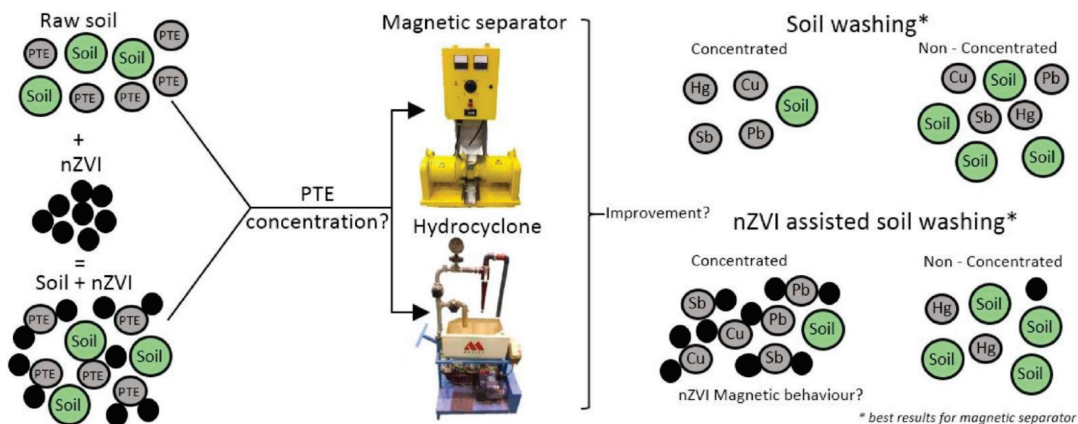 Raw soil
PTE
PTE
Soil
Soil
PTE
Soil
PTE
PTE
+
nZVI
=
Soil + nZVI
PTE
PTE
Soil
Soil
PTE
PTE
Soil
PTE
PTE
concentration?
Magnetic separator
Hydrocyclone
Improvement?
Soil washing*
Concentrated
Hg
Cu
Soil
Sb
Pb
Non - Concentrated
Cu
Soil
Pb
Soil
Sb
Hg
Soil
Soil
nZVI assisted soil washing*
Concentrated
Sb
Pb
Cu
Pb
Soil
Cu
Sb
nZVI Magnetic behaviour?
Non - Concentrated
Hg
Soil
Soil
Soil
Hg
Soil
* best results for magnetic separator